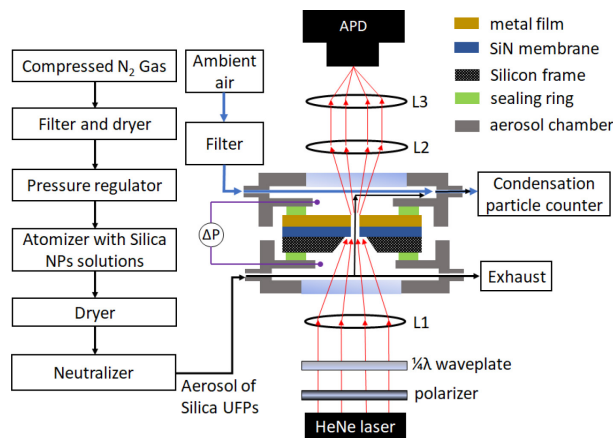 Compressed N₂ Gas
Filter and dryer
Pressure regulator
Atomizer with Silica
NPs solutions
Dryer
Neutralizer
Aerosol of
Silica UFPs
Ambient
air
Filter
ΔP
APD
L3
L2
L1
¼λ waveplate
polarizer
HeNe laser
metal film
SiN membrane
Silicon frame
sealing ring
aerosol chamber
Condensation
particle counter
Exhaust